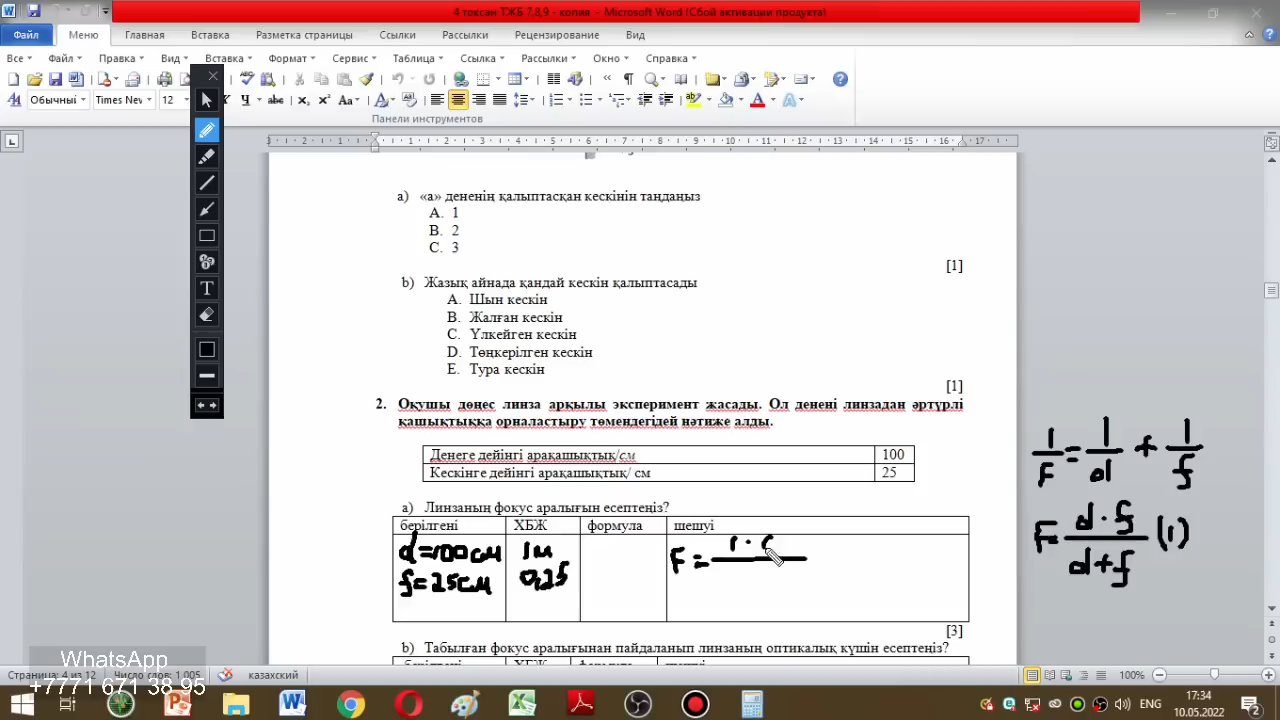 4 токсан ТЖБ 7,8,9 - копия - Microsoft Word (Сбой активации продукта)
Файл Меню Главная Вставка Разметка страницы Ссылки Рассылки Рецензирование Вид
Все Файл Правка Вид Вставка Формат Сервис Таблица Ссылка Рассылки Окно Справка
Обычный Times New 12
Панели инструментов
a) «а» дененің қалыптасқан кескінін таңдаңыз
A. 1
B. 2
C. 3
[1]
b) Жазық айнада қандай кескін қалыптасады
A. Шын кескін
B. Жалған кескін
C. Үлкейген кескін
D. Төңкерілген кескін
E. Тура кескін
[1]
2. Оқушы дөңес линза арқылы эксперимент жасады. Ол денені линзадан әртүрлі
қашықтыққа орналастыру төмендегідей нәтиже алды.
Денеге дейінгі арақашықтық/см 100
Кескінге дейінгі арақашықтық/ см 25
a) Линзаның фокус аралығын есептеңіз?
берілгені ХБЖ формула шешуі
d=100см 1м
f=25см 0,25
F=
1/F = 1/d + 1/f
F= d·f/d+f (1)
[3]
b) Табылған фокус аралығынан пайдаланып линзаның оптикалық күшін есептеңіз?
WhatsApp
+7771 671 38 95
Страница: 4 Число слов: 1 005 казахский 100%
17:34
10.05.2022